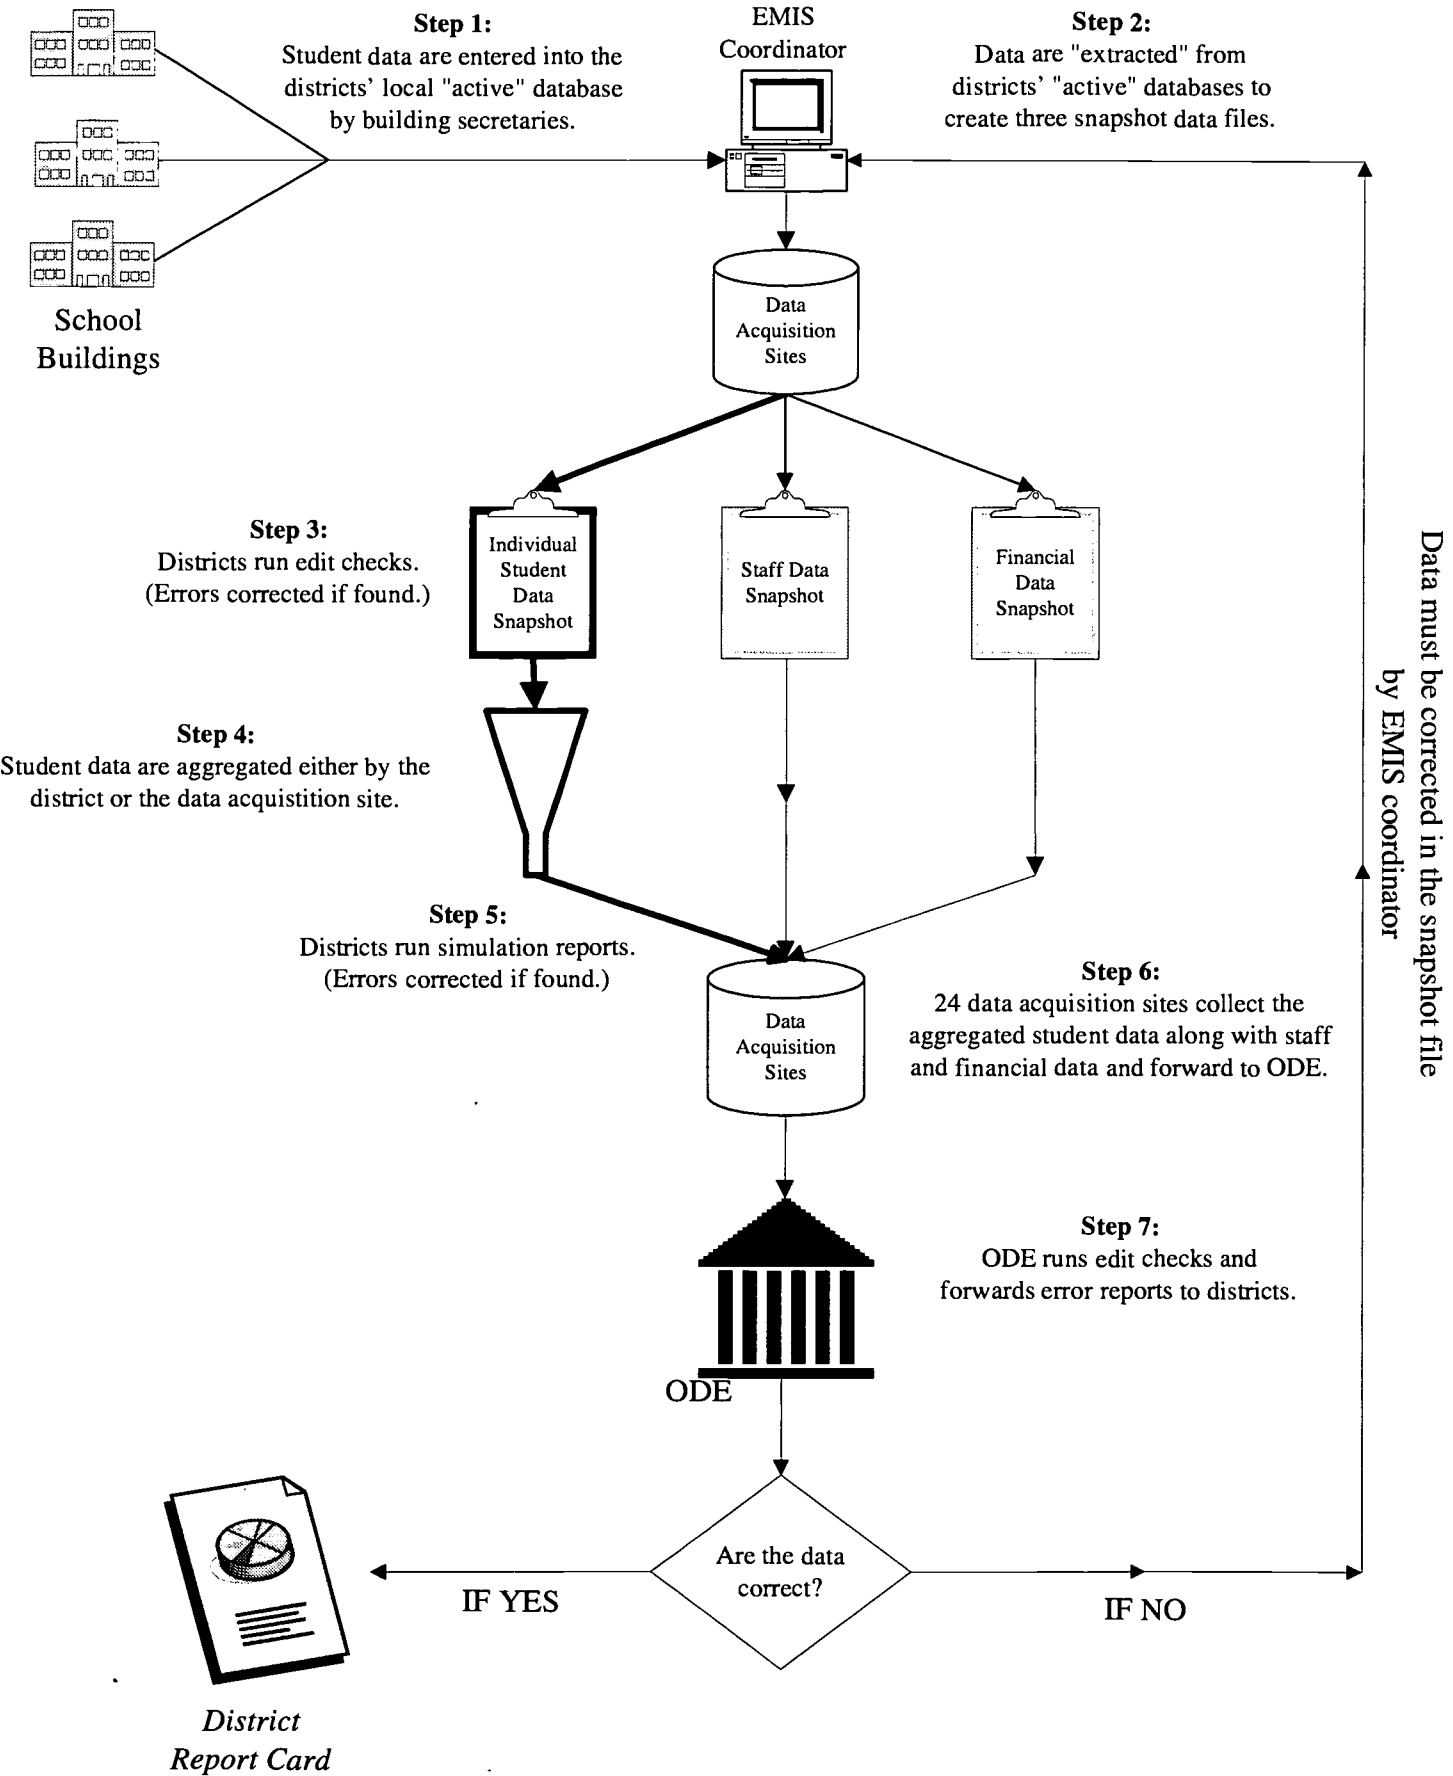 Step 1:
Student data are entered into the
districts' local "active" database
by building secretaries.
EMIS
Coordinator
Step 2:
Data are "extracted" from
districts' "active" databases to
create three snapshot data files.
School
Buildings
Data
Acquisition
Sites
Step 3:
Districts run edit checks.
(Errors corrected if found.)
Individual
Student
Data
Snapshot
Staff Data
Snapshot
Financial
Data
Snapshot
Data must be corrected in the snapshot file
by EMIS coordinator
Step 4:
Student data are aggregated either by the
district or the data acquistition site.
Step 5:
Districts run simulation reports.
(Errors corrected if found.)
Data
Acquisition
Sites
Step 6:
24 data acquisition sites collect the
aggregated student data along with staff
and financial data and forward to ODE.
Step 7:
ODE runs edit checks and
forwards error reports to districts.
ODE
Are the data
correct?
IF YES
IF NO
District
Report Card